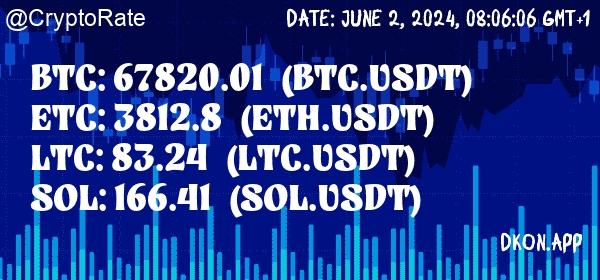 @CryptoRate
DATE: JUNE 2, 2024, 08:06:06 GMT+1
BTC: 67820.01 (BTC.USDT)
ETC: 3812.8 (ETH.USDT)
LTC: 83.24 (LTC.USDT)
SOL: 166.41 (SOL.USDT)
DKON.APP